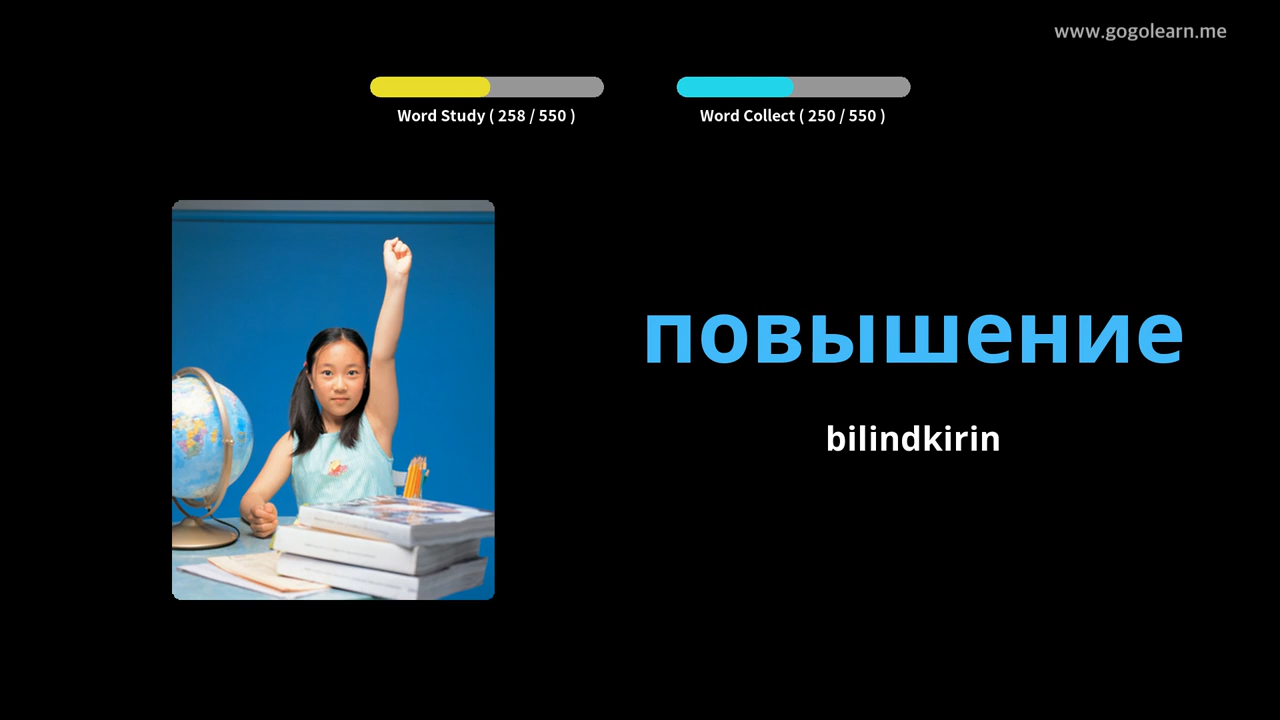 www.gogolearn.me
Word Study ( 258 / 550 )
Word Collect ( 250 / 550 )
повышение
bilindkirin